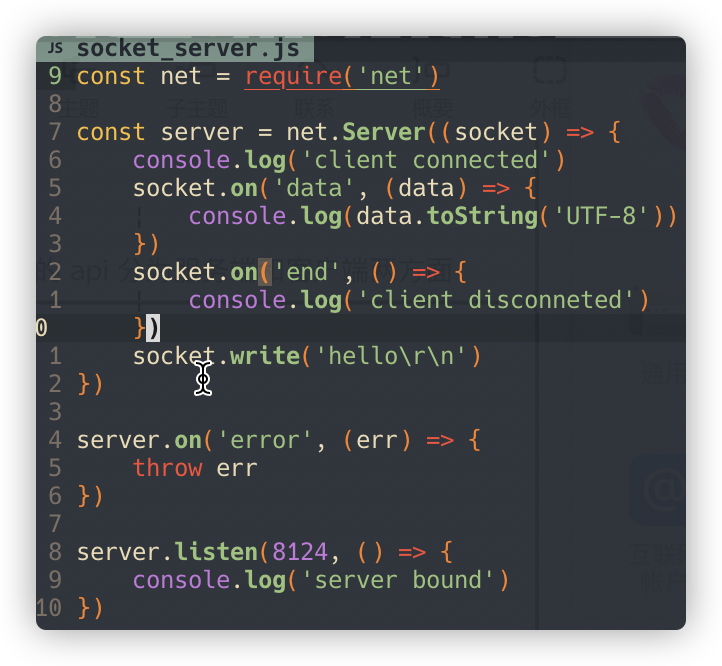 JS socket_server.js
9 const net = require('net')
8
7 const server = net.Server((socket) => {
6     console.log('client connected')
5     socket.on('data', (data) => {
4         console.log(data.toString('UTF-8'))
3     })
2     socket.on('end', () => {
1         console.log('client disconneted')
0     })
1     socket.write('hello\r\n')
2 })
3
4 server.on('error', (err) => {
5     throw err
6 })
7
8 server.listen(8124, () => {
9     console.log('server bound')
10 })